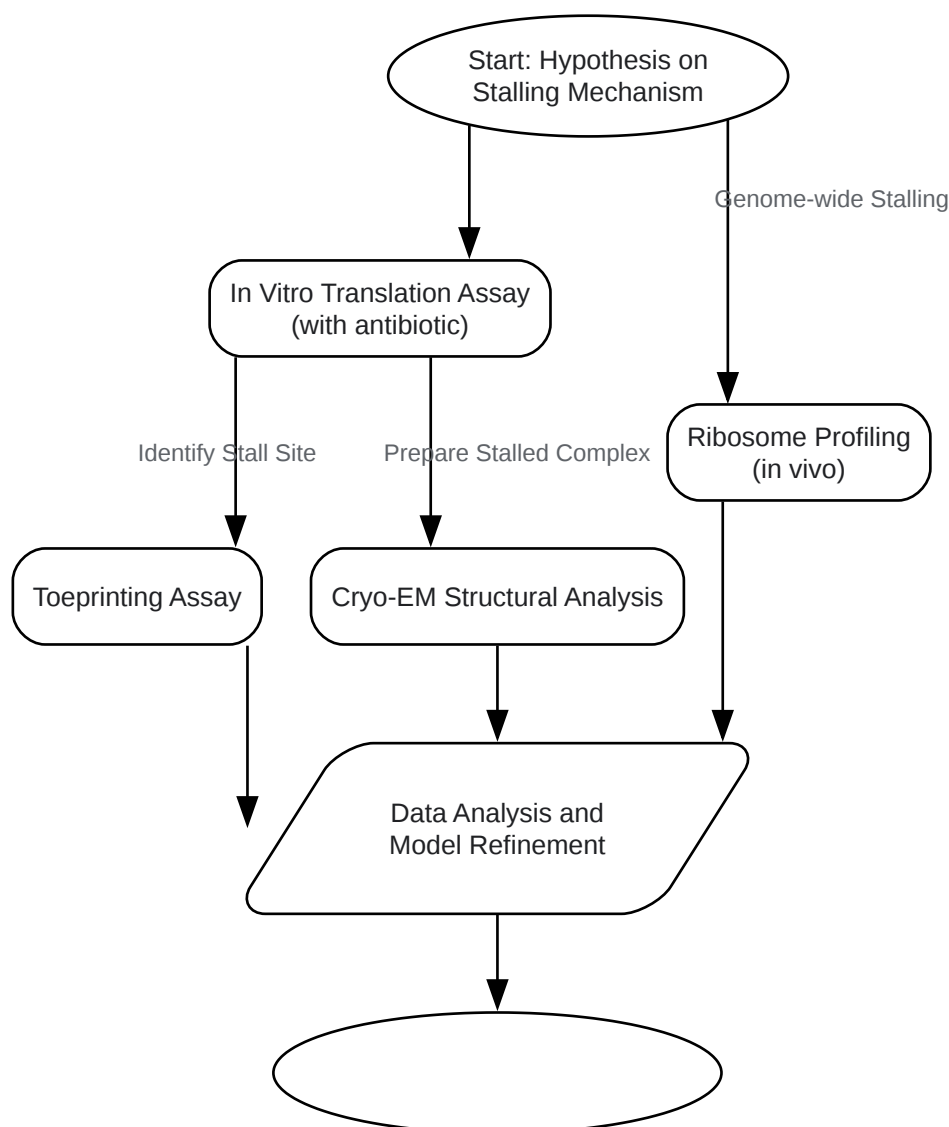 Start: Hypothesis on
Stalling Mechanism
Genome-wide Stalling
In Vitro Translation Assay
(with antibiotic)
Identify Stall Site
Prepare Stalled Complex
Ribosome Profiling
(in vivo)
Toeprinting Assay
Cryo-EM Structural Analysis
Data Analysis and
Model Refinement